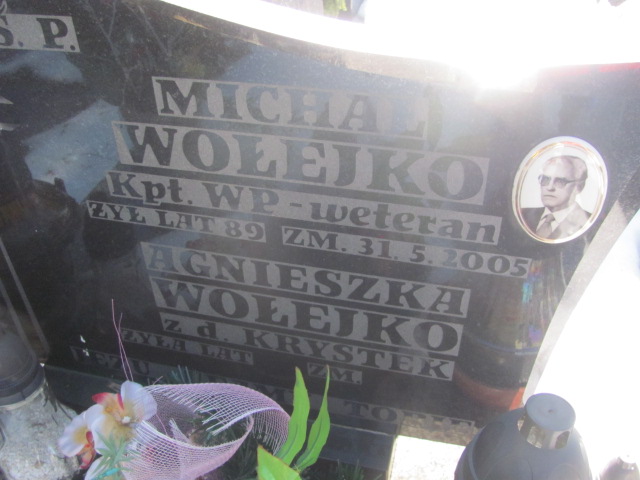 Ś. P.
MICHAŁ
WOŁEJKO
Kpt. WP - weteran
ŻYŁ LAT 89 ZM. 31. 5. 2005
AGNIESZKA
WOŁEJKO
z d. KRYSTEK
ŻYŁA LAT ZM.